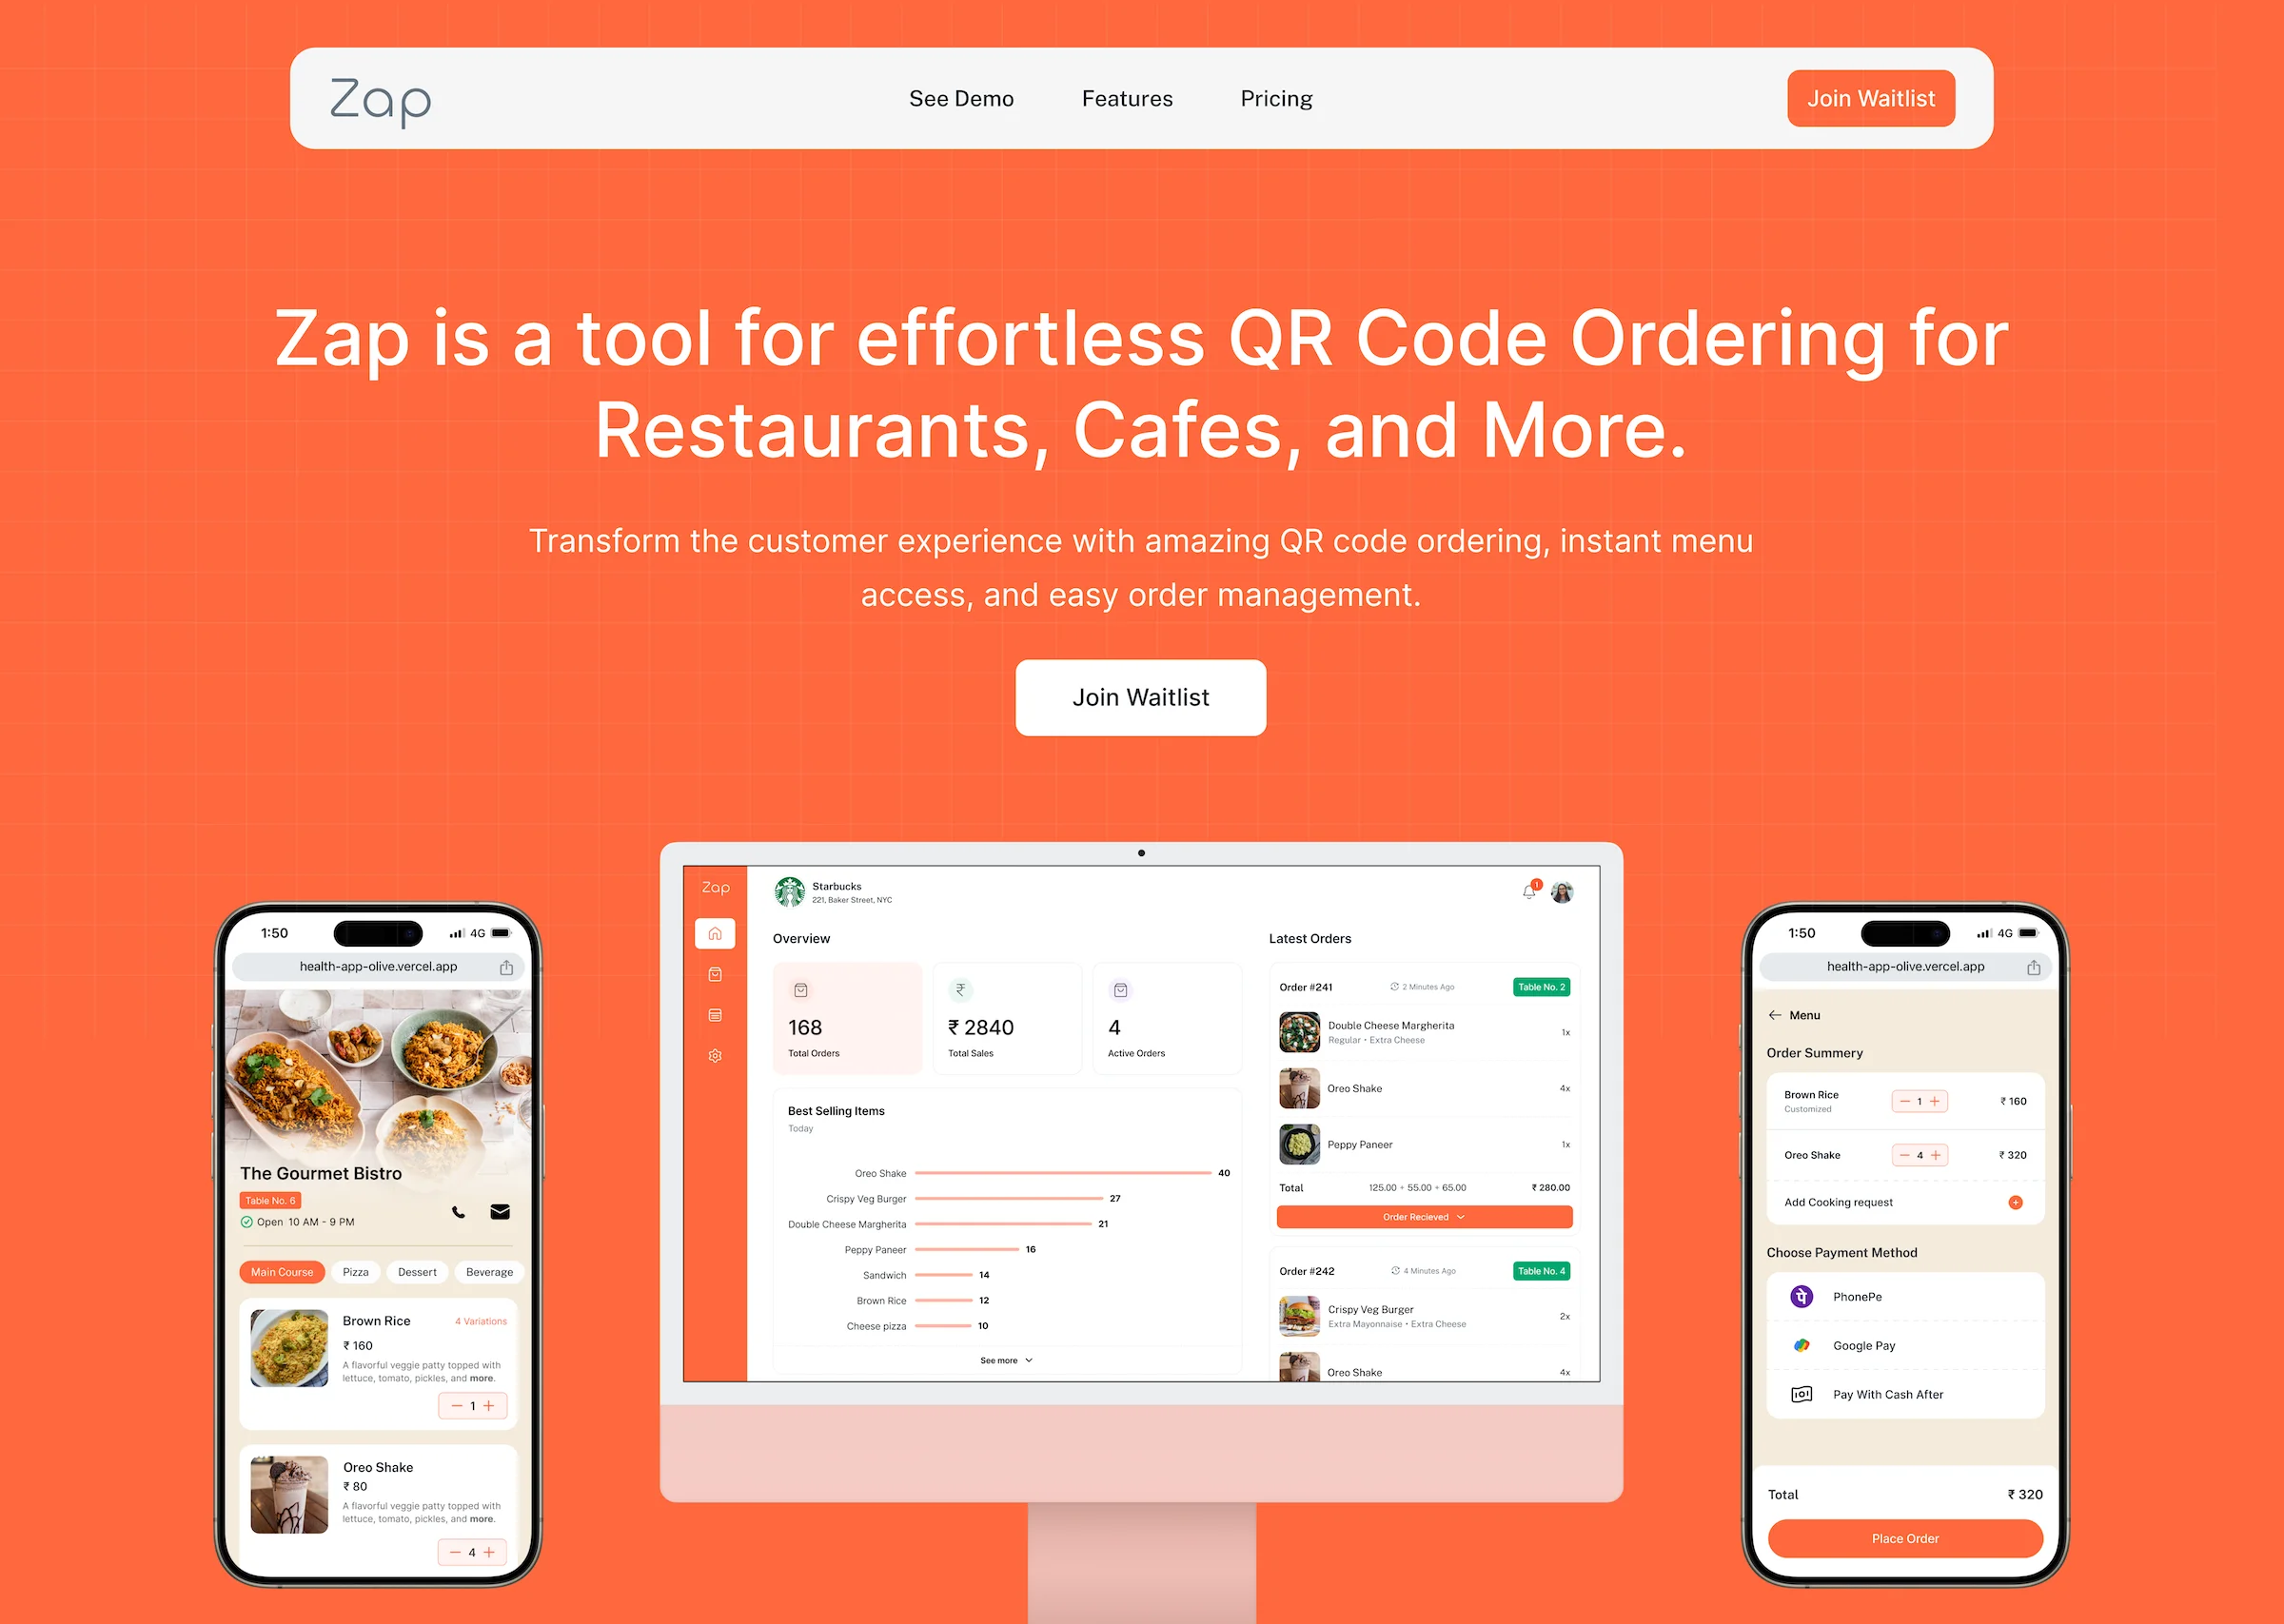 Zap
See Demo
Features
Pricing
Join Waitlist
Zap is a tool for effortless QR Code Ordering for
Restaurants, Cafes, and More.
Transform the customer experience with amazing QR code ordering, instant menu
access, and easy order management.
Join Waitlist
1:50
4G
health-app-olive.vercel.app
The Gourmet Bistro
Table No. 6
Open 10 AM - 9 PM
Main Course
Pizza
Dessert
Beverage
Brown Rice
4 Variations
₹ 160
A flavorful veggie patty topped with
lettuce, tomato, pickles, and more.
1
Oreo Shake
₹ 80
A flavorful veggie patty topped with
lettuce, tomato, pickles, and more.
4
Zap
Starbucks
221, Baker Street, NYC
1
Overview
168
Total Orders
₹ 2840
Total Sales
4
Active Orders
Best Selling Items
Today
Oreo Shake 40
Crispy Veg Burger 27
Double Cheese Margherita 21
Peppy Paneer 16
Sandwich 14
Brown Rice 12
Cheese pizza 10
See more
Latest Orders
Order #241
2 Minutes Ago
Table No. 2
Double Cheese Margherita
Regular • Extra Cheese
1x
Oreo Shake
4x
Peppy Paneer
1x
Total 125.00 + 55.00 + 65.00 ₹ 280.00
Order Recieved
Order #242
4 Minutes Ago
Table No. 4
Crispy Veg Burger
Extra Mayonnaise • Extra Cheese
2x
Oreo Shake
4x
1:50
4G
health-app-olive.vercel.app
Menu
Order Summery
Brown Rice
Customized
1
₹ 160
Oreo Shake
4
₹ 320
Add Cooking request
Choose Payment Method
पे
PhonePe
Google Pay
Pay With Cash After
Total
₹ 320
Place Order